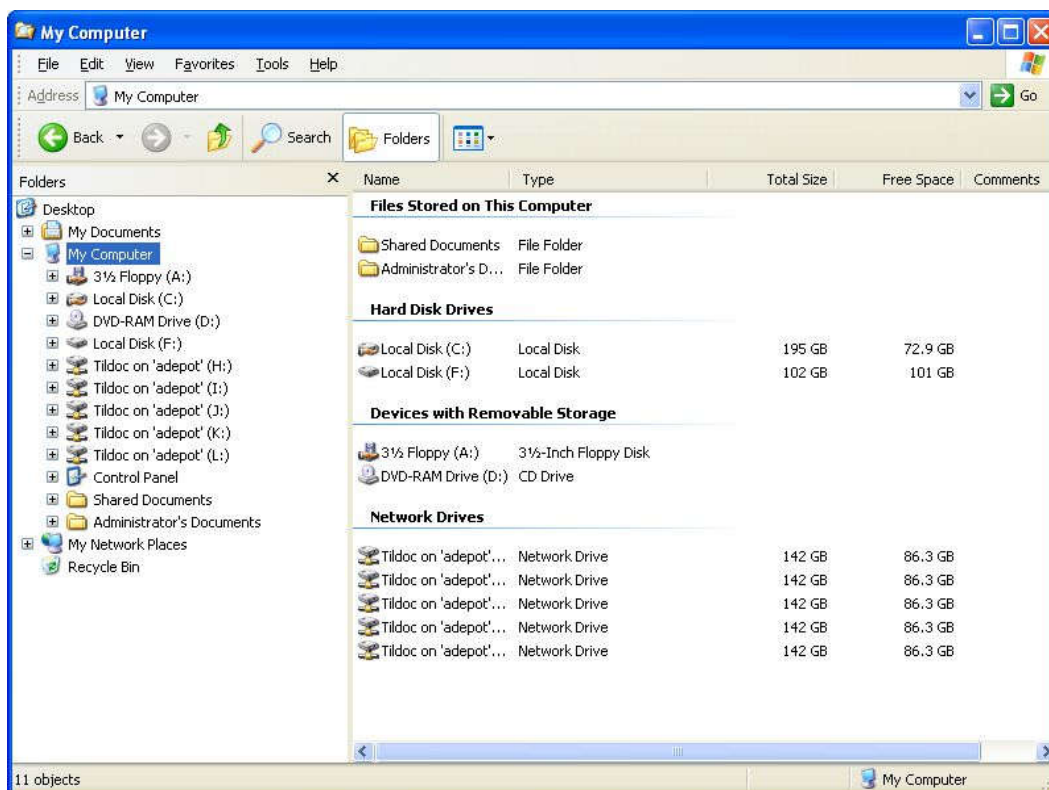 My Computer
File Edit View Favorites Tools Help
Address My Computer Go
Back Search Folders
Folders
Desktop
My Documents
My Computer
3½ Floppy (A:)
Local Disk (C:)
DVD-RAM Drive (D:)
Local Disk (F:)
Tildoc on 'adepot' (H:)
Tildoc on 'adepot' (I:)
Tildoc on 'adepot' (J:)
Tildoc on 'adepot' (K:)
Tildoc on 'adepot' (L:)
Control Panel
Shared Documents
Administrator's Documents
My Network Places
Recycle Bin
Name Type Total Size Free Space Comments
Files Stored on This Computer
Shared Documents File Folder
Administrator's D... File Folder
Hard Disk Drives
Local Disk (C:) Local Disk 195 GB 72.9 GB
Local Disk (F:) Local Disk 102 GB 101 GB
Devices with Removable Storage
3½ Floppy (A:) 3½-Inch Floppy Disk
DVD-RAM Drive (D:) CD Drive
Network Drives
Tildoc on 'adepot'... Network Drive 142 GB 86.3 GB
Tildoc on 'adepot'... Network Drive 142 GB 86.3 GB
Tildoc on 'adepot'... Network Drive 142 GB 86.3 GB
Tildoc on 'adepot'... Network Drive 142 GB 86.3 GB
Tildoc on 'adepot'... Network Drive 142 GB 86.3 GB
11 objects My Computer